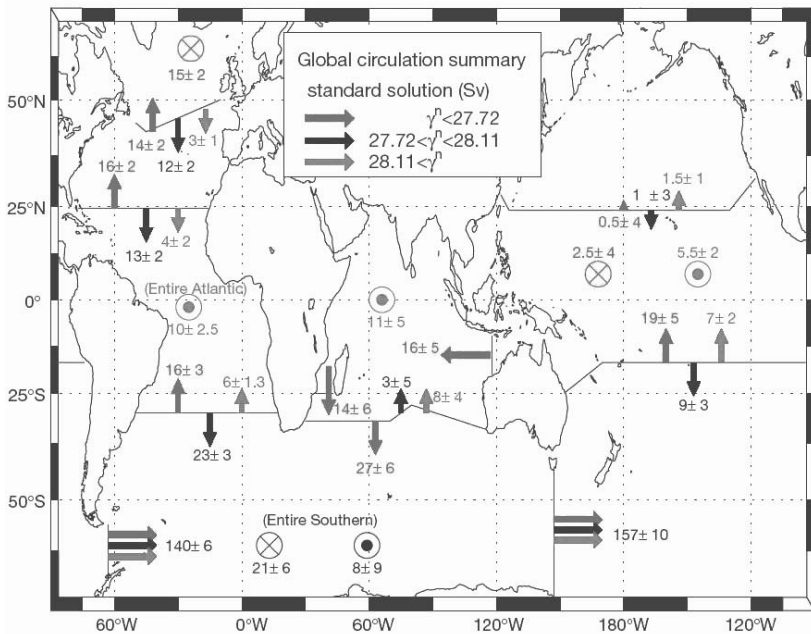 Global circulation summary
standard solution (Sv)
γⁿ<27.72
27.72<γⁿ<28.11
28.11<γⁿ
15± 2
50°N
14± 2
12± 2
3± 1
16± 2
1.5± 1
1 ± 3
25°N
0.5± 4
4± 2
13± 2
2.5± 4
5.5± 2
(Entire Atlantic)
0°
10± 2.5
11± 5
19± 5
7± 2
16± 5
16± 3
6± 1.3
3± 5
8± 4
25°S
14± 6
9± 3
23± 3
27± 6
50°S
(Entire Southern)
140± 6
157± 10
21± 6
8± 9
60°W
0°W
60°W
120°W
180°W
120°W
60°W